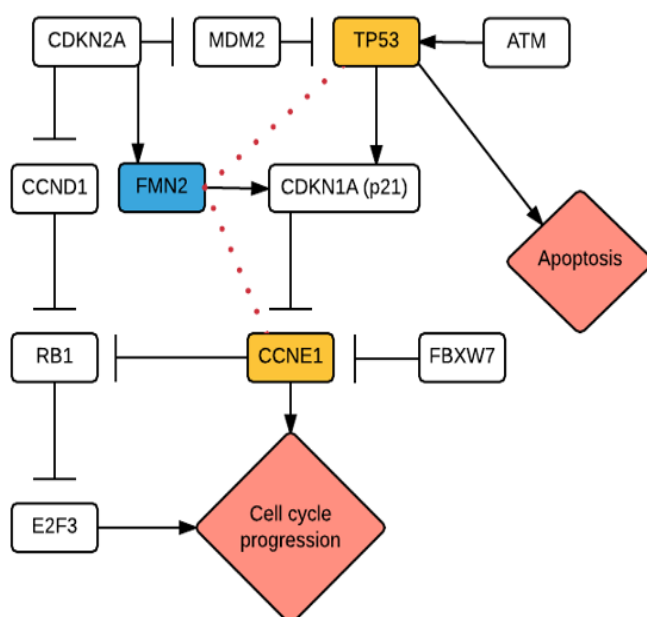 CDKN2A
MDM2
TP53
ATM
CCND1
FMN2
CDKN1A (p21)
Apoptosis
RB1
CCNE1
FBXW7
E2F3
Cell cycle
progression